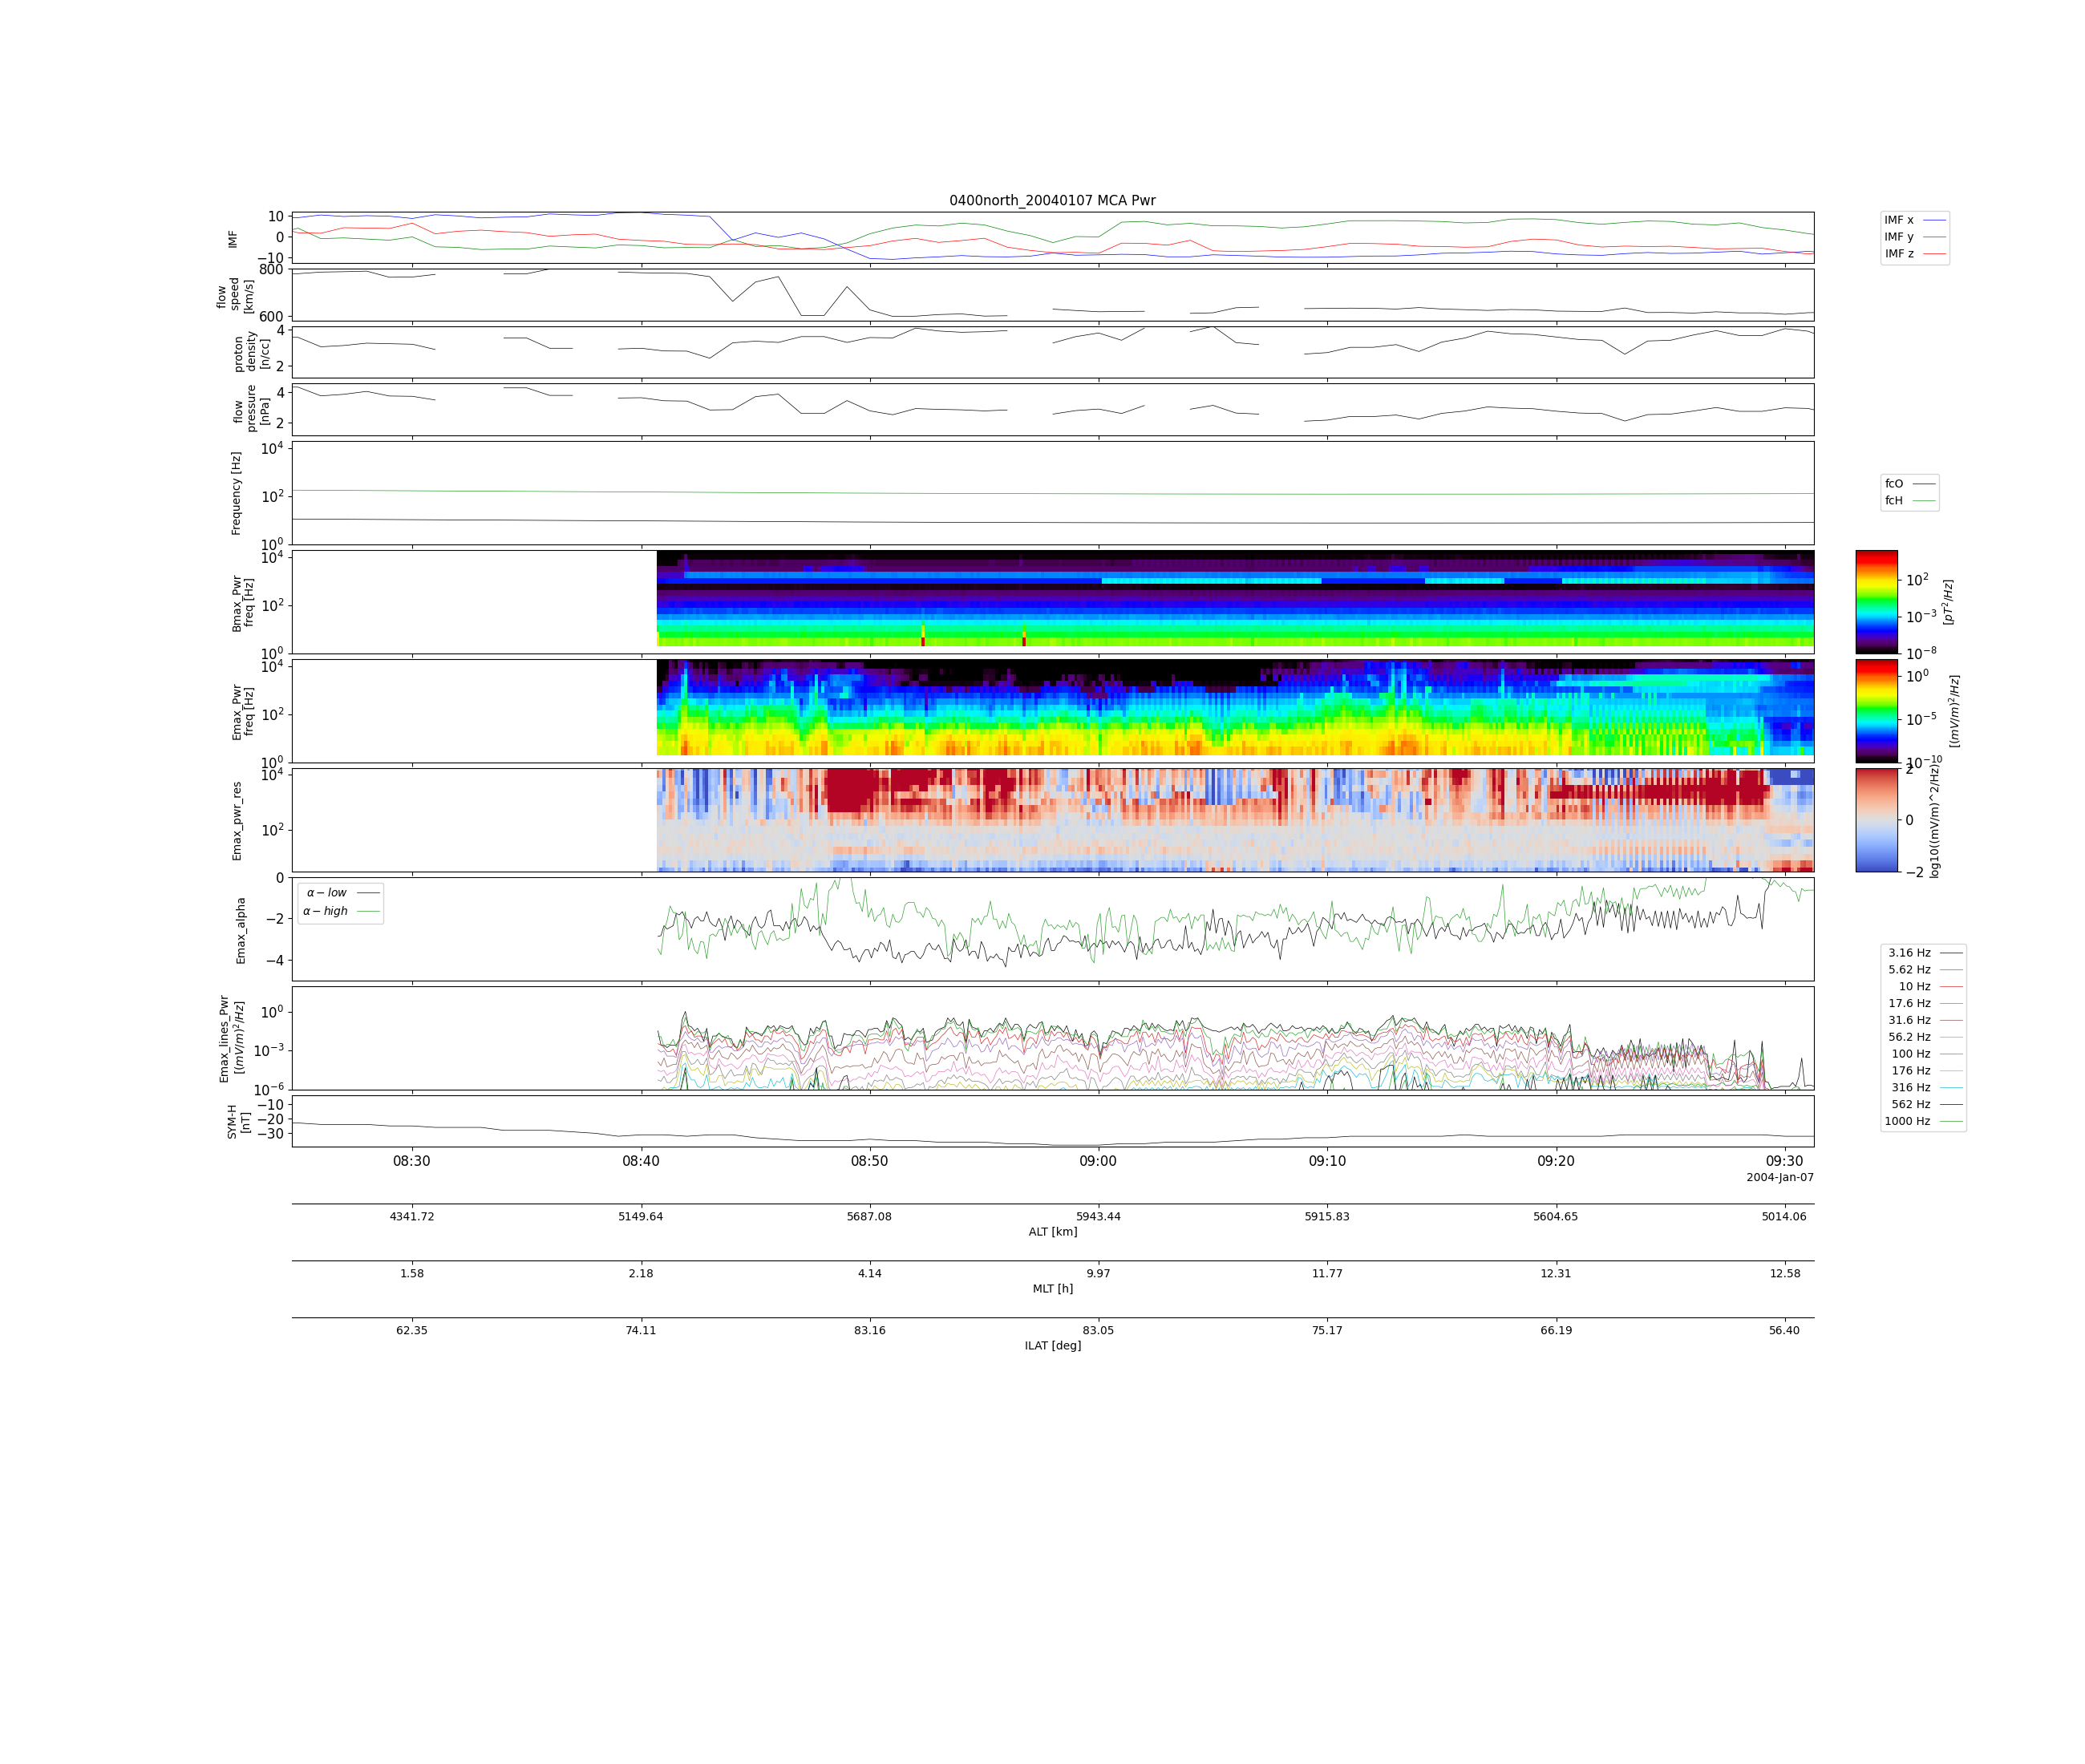 0400north_20040107 MCA Pwr
IMF
10
0
−10
IMF x
IMF y
IMF z
flow
speed
[km/s]
800
600
proton
density
[n/cc]
4
2
flow
pressure
[nPa]
4
2
Frequency [Hz]
10^4
10^2
10^0
fcO
fcH
Bmax_Pwr
freq [Hz]
10^4
10^2
10^0
10^2
10^−3
10^−8
[pT^2/Hz]
Emax_Pwr
freq [Hz]
10^4
10^2
10^0
10^0
10^−5
10^−10
[(mV/m)^2/Hz]
Emax_pwr_res
10^4
10^2
2
0
−2
log10((mV/m)^2/Hz)
Emax_alpha
0
−2
−4
α − low
α − high
Emax_lines_Pwr
[(mV/m)^2/Hz]
10^0
10^−3
10^−6
3.16 Hz
5.62 Hz
10 Hz
17.6 Hz
31.6 Hz
56.2 Hz
100 Hz
176 Hz
316 Hz
562 Hz
1000 Hz
SYM-H
[nT]
−10
−20
−30
08:30 08:40 08:50 09:00 09:10 09:20 09:30
2004-Jan-07
4341.72 5149.64 5687.08 5943.44 5915.83 5604.65 5014.06
ALT [km]
1.58 2.18 4.14 9.97 11.77 12.31 12.58
MLT [h]
62.35 74.11 83.16 83.05 75.17 66.19 56.40
ILAT [deg]